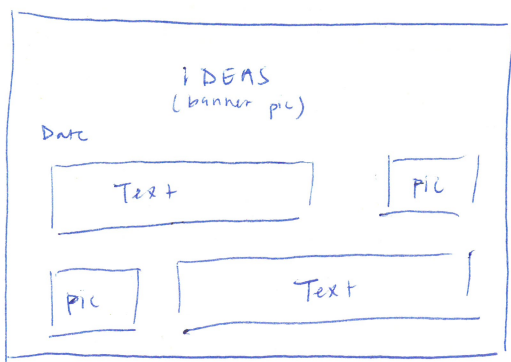 IDEAS
(banner pic)
Date
Text pic
pic Text